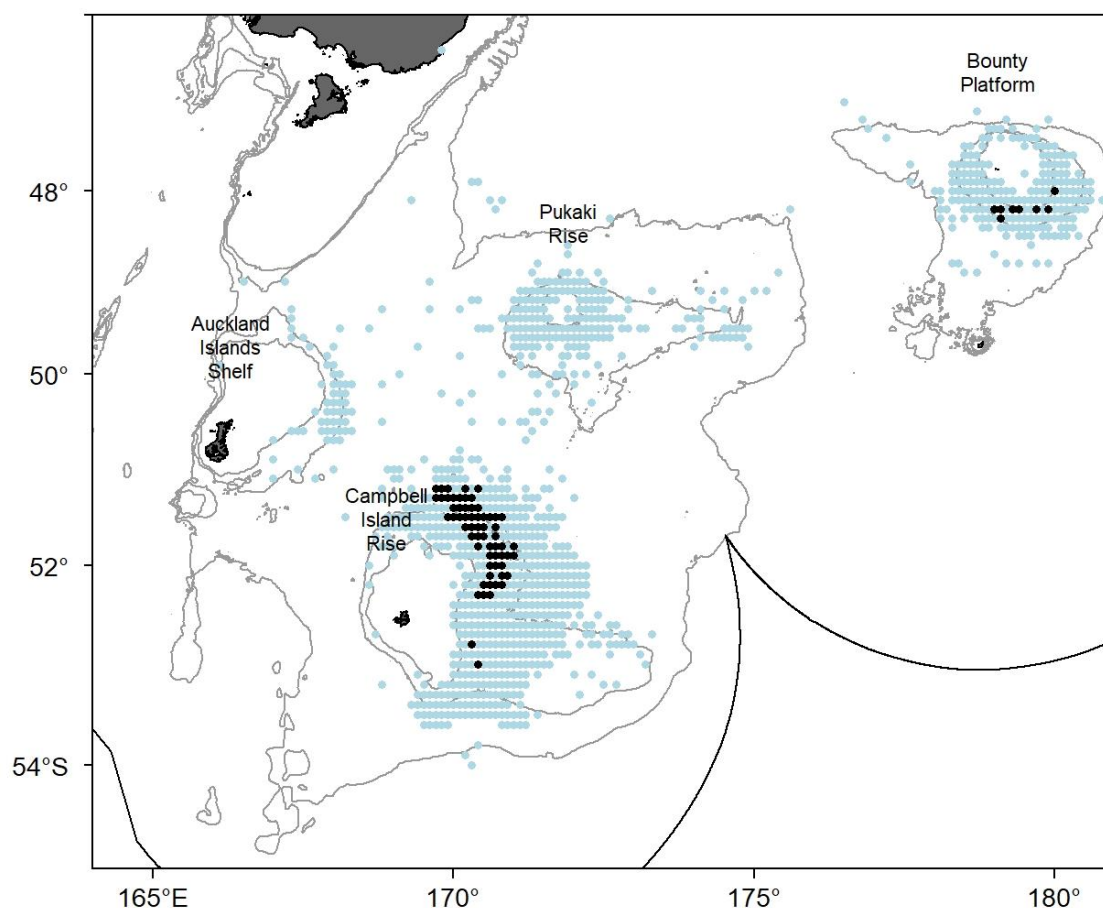 Bounty
Platform
48°
Pukaki
Rise
Auckland
Islands
Shelf
50°
Campbell
Island
Rise
52°
54°S
165°E
170°
175°
180°